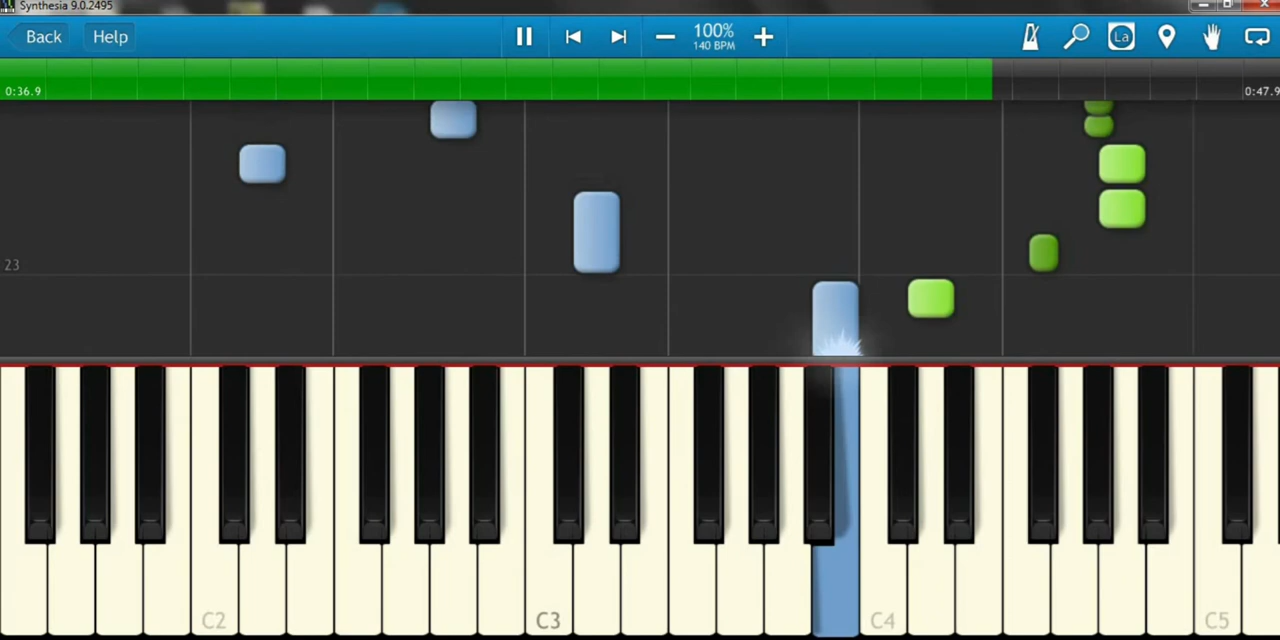 Synthesia 9.0.2495
Back
Help
100%
140 BPM
La
0:36.9
0:47.9
23
C2
C3
C4
C5